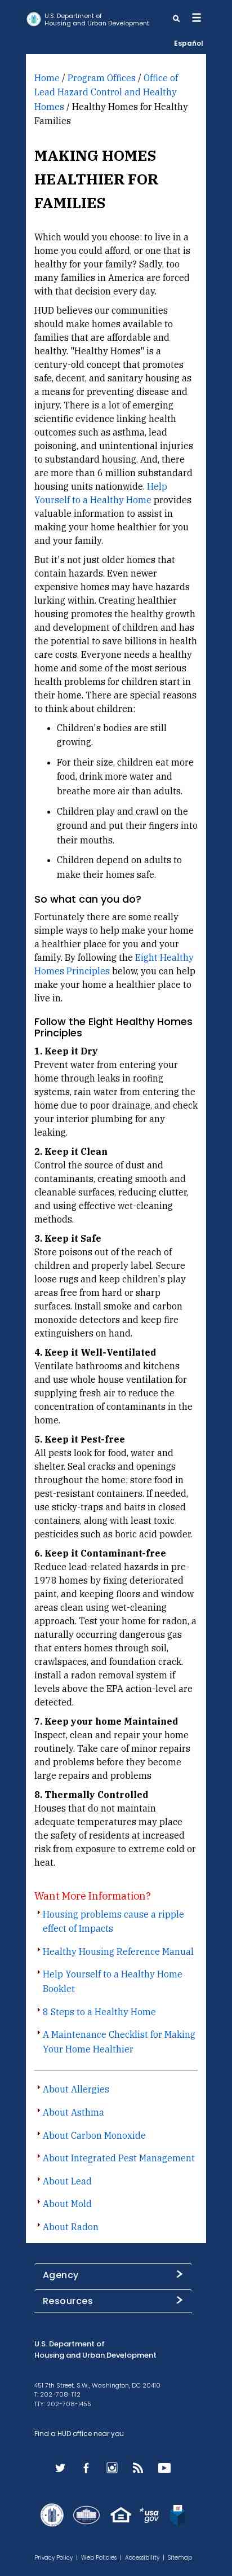 U.S. Department of
Housing and Urban Development
Español
Home / Program Offices / Office of
Lead Hazard Control and Healthy
Homes / Healthy Homes for Healthy
Families
MAKING HOMES
HEALTHIER FOR
FAMILIES
Which would you choose: to live in a
home you could afford, or one that is
healthy for your family? Sadly, too
many families in America are forced
with that decision every day.
HUD believes our communities
should make homes available to
families that are affordable and
healthy. "Healthy Homes" is a
century-old concept that promotes
safe, decent, and sanitary housing as
a means for preventing disease and
injury. There is a lot of emerging
scientific evidence linking health
outcomes such as asthma, lead
poisoning, and unintentional injuries
to substandard housing. And, there
are more than 6 million substandard
housing units nationwide. Help
Yourself to a Healthy Home provides
valuable information to assist in
making your home healthier for you
and your family.
But it's not just older homes that
contain hazards. Even newer
expensive homes may have hazards
lurking within. Creating healthier
housing promotes the healthy growth
and development of children and has
the potential to save billions in health
care costs. Everyone needs a healthy
home and some of the most serious
health problems for children start in
their home. There are special reasons
to think about children:
• Children's bodies are still
growing.
• For their size, children eat more
food, drink more water and
breathe more air than adults.
• Children play and crawl on the
ground and put their fingers into
their mouths.
• Children depend on adults to
make their homes safe.
So what can you do?
Fortunately there are some really
simple ways to help make your home
a healthier place for you and your
family. By following the Eight Healthy
Homes Principles below, you can help
make your home a healthier place to
live in.
Follow the Eight Healthy Homes
Principles
1. Keep it Dry
Prevent water from entering your
home through leaks in roofing
systems, rain water from entering the
home due to poor drainage, and check
your interior plumbing for any
leaking.
2. Keep it Clean
Control the source of dust and
contaminants, creating smooth and
cleanable surfaces, reducing clutter,
and using effective wet-cleaning
methods.
3. Keep it Safe
Store poisons out of the reach of
children and properly label. Secure
loose rugs and keep children's play
areas free from hard or sharp
surfaces. Install smoke and carbon
monoxide detectors and keep fire
extinguishers on hand.
4. Keep it Well-Ventilated
Ventilate bathrooms and kitchens
and use whole house ventilation for
supplying fresh air to reduce the
concentration of contaminants in the
home.
5. Keep it Pest-free
All pests look for food, water and
shelter. Seal cracks and openings
throughout the home; store food in
pest-resistant containers. If needed,
use sticky-traps and baits in closed
containers, along with least toxic
pesticides such as boric acid powder.
6. Keep it Contaminant-free
Reduce lead-related hazards in pre-
1978 homes by fixing deteriorated
paint, and keeping floors and window
areas clean using a wet-cleaning
approach. Test your home for radon, a
naturally occurring dangerous gas
that enters homes through soil,
crawlspaces, and foundation cracks.
Install a radon removal system if
levels above the EPA action-level are
detected.
7. Keep your home Maintained
Inspect, clean and repair your home
routinely. Take care of minor repairs
and problems before they become
large repairs and problems
8. Thermally Controlled
Houses that do not maintain
adequate temperatures may place
the safety of residents at increased
risk from exposure to extreme cold or
heat.
Want More Information?
Housing problems cause a ripple
effect of Impacts
Healthy Housing Reference Manual
Help Yourself to a Healthy Home
Booklet
8 Steps to a Healthy Home
A Maintenance Checklist for Making
Your Home Healthier
About Allergies
About Asthma
About Carbon Monoxide
About Integrated Pest Management
About Lead
About Mold
About Radon
Agency
Resources
U.S. Department of
Housing and Urban Development
451 7th Street, S.W., Washington, DC 20410
T: 202-708-1112
TTY: 202-708-1455
Find a HUD office near you
USA
gov
Privacy Policy | Web Policies | Accessibility | Sitemap